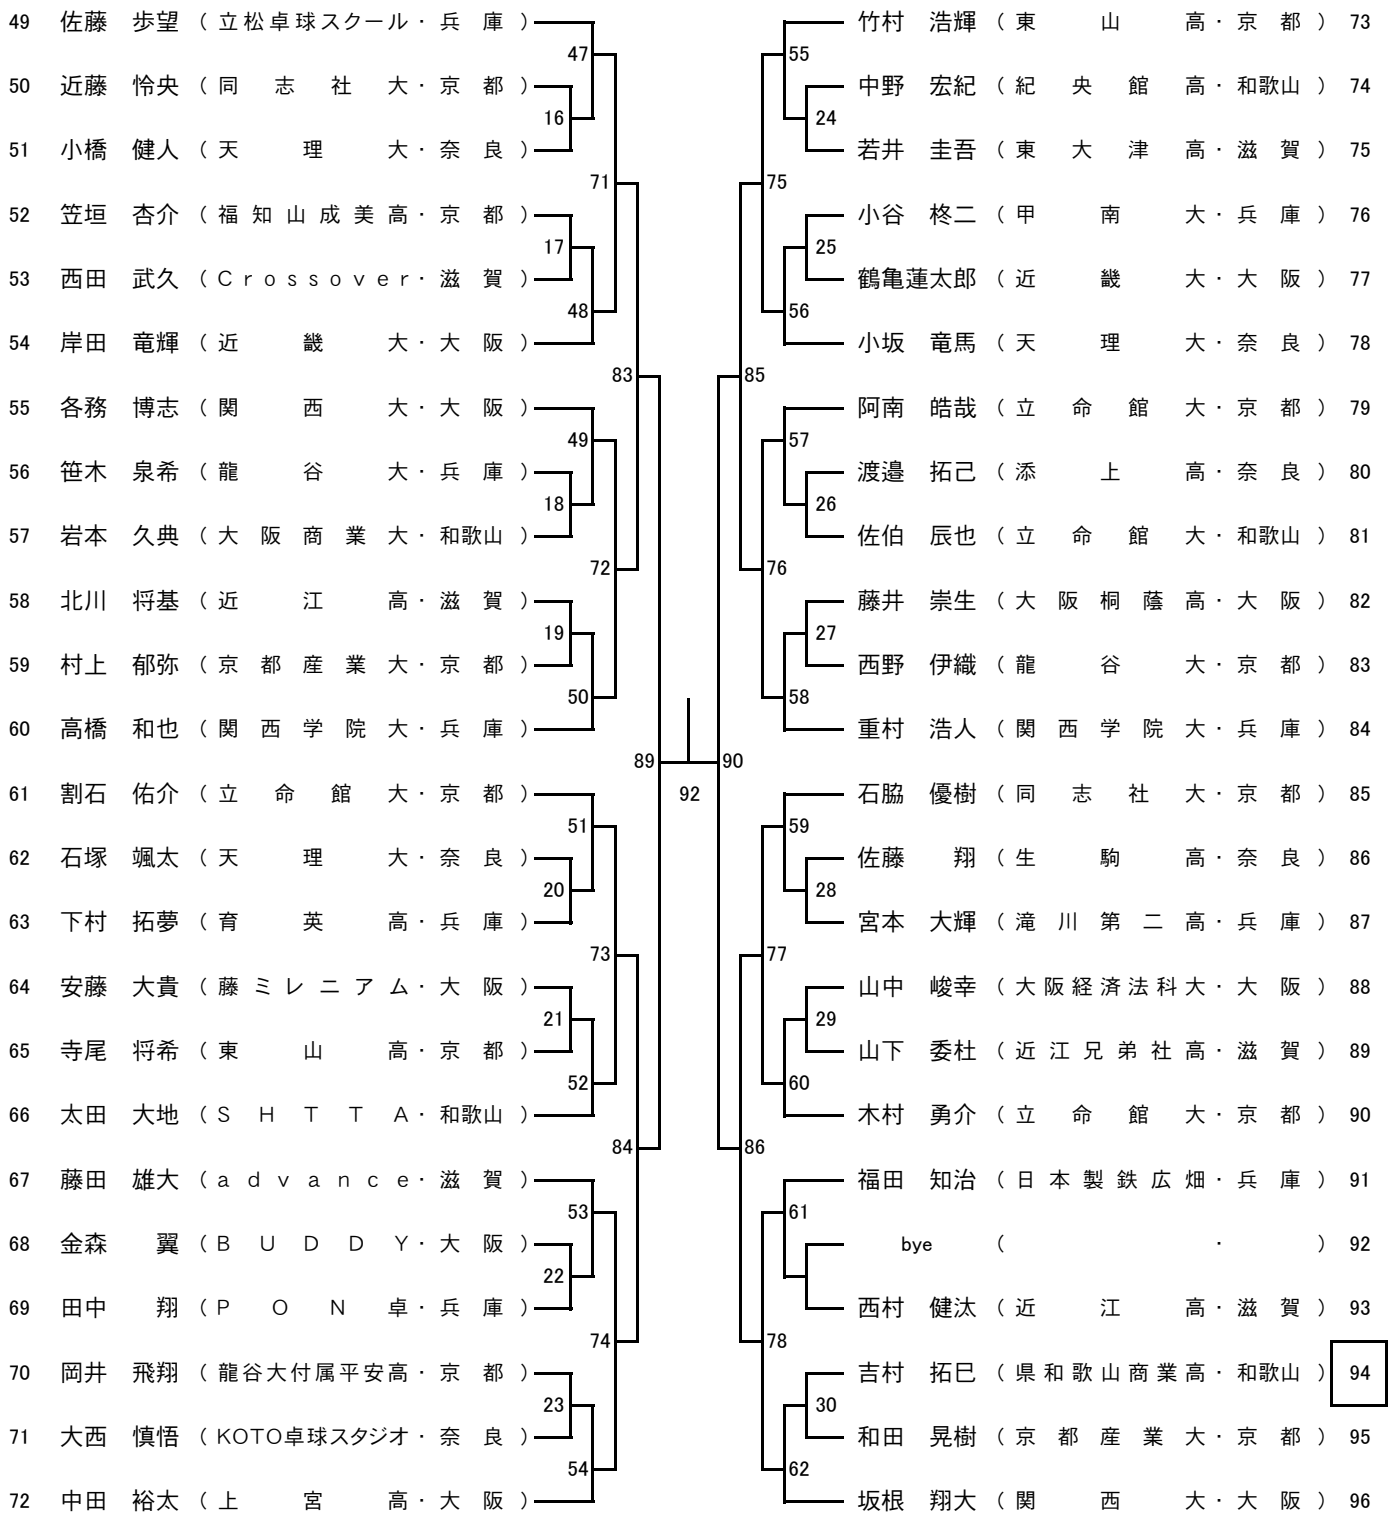 49 佐藤 歩望 （立松卓球スクール・兵庫）
47
50 近藤 怜央 （同志社大・京都）
16
51 小橋 健人 （天理大・奈良）
71
52 笠垣 杏介 （福知山成美高・京都）
17
53 西田 武久 （Crossover・滋賀）
48
54 岸田 竜輝 （近畿大・大阪）
83
55 各務 博志 （関西大・大阪）
49
56 笹木 泉希 （龍谷大・兵庫）
18
57 岩本 久典 （大阪商業大・和歌山）
72
58 北川 将基 （近江高・滋賀）
19
59 村上 郁弥 （京都産業大・京都）
50
60 高橋 和也 （関西学院大・兵庫）
89
61 割石 佑介 （立命館大・京都）
51
62 石塚 颯太 （天理大・奈良）
20
63 下村 拓夢 （育英高・兵庫）
73
64 安藤 大貴 （藤ミレニアム・大阪）
21
65 寺尾 将希 （東山高・京都）
52
66 太田 大地 （SHTTA・和歌山）
84
67 藤田 雄大 （advance・滋賀）
53
68 金森 翼 （BUDDY・大阪）
22
69 田中 翔 （PON卓・兵庫）
74
70 岡井 飛翔 （龍谷大付属平安高・京都）
23
71 大西 慎悟 （KOTO卓球スタジオ・奈良）
54
72 中田 裕太 （上宮高・大阪）
92
竹村 浩輝 （東山高・京都） 73
55
中野 宏紀 （紀央館高・和歌山） 74
24
若井 圭吾 （東大津高・滋賀） 75
75
小谷 柊二 （甲南大・兵庫） 76
25
鶴亀蓮太郎 （近畿大・大阪） 77
56
小坂 竜馬 （天理大・奈良） 78
85
阿南 皓哉 （立命館大・京都） 79
57
渡邉 拓己 （添上高・奈良） 80
26
佐伯 辰也 （立命館大・和歌山） 81
76
藤井 崇生 （大阪桐蔭高・大阪） 82
27
西野 伊織 （龍谷大・京都） 83
58
重村 浩人 （関西学院大・兵庫） 84
90
石脇 優樹 （同志社大・京都） 85
59
佐藤 翔 （生駒高・奈良） 86
28
宮本 大輝 （滝川第二高・兵庫） 87
77
山中 峻幸 （大阪経済法科大・大阪） 88
29
山下 委杜 （近江兄弟社高・滋賀） 89
60
木村 勇介 （立命館大・京都） 90
86
福田 知治 （日本製鉄広畑・兵庫） 91
61
bye （ ・ ） 92
西村 健汰 （近江高・滋賀） 93
78
吉村 拓巳 （県和歌山商業高・和歌山） 94
30
和田 晃樹 （京都産業大・京都） 95
62
坂根 翔大 （関西大・大阪） 96